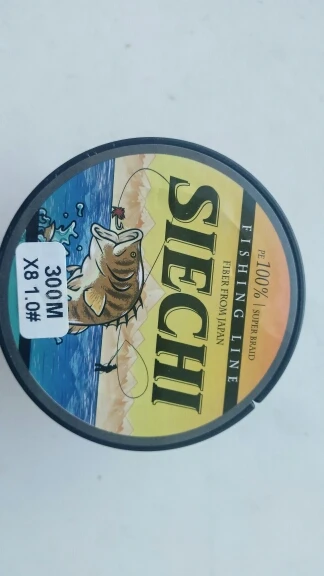 PE 100% | SUPER BRAID
FISHING LINE
FIBER FROM JAPAN
SIECHI
300M
X8 1.0#